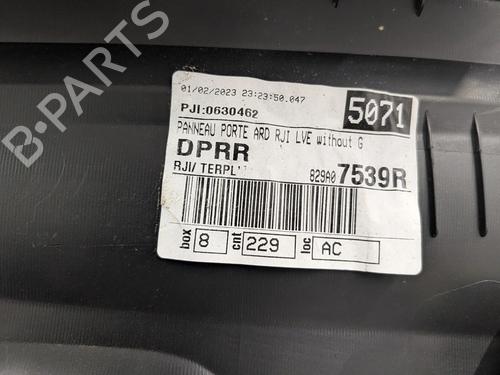 B-PARTS
01/02/2023 23:23:50.047
PJI:0630462
5071
PANNEAU PORTE ARD RJI LVE without G
DPRR
RJI/ TERPL'
829A0 7539R
box 8 cnt 229 loc AC